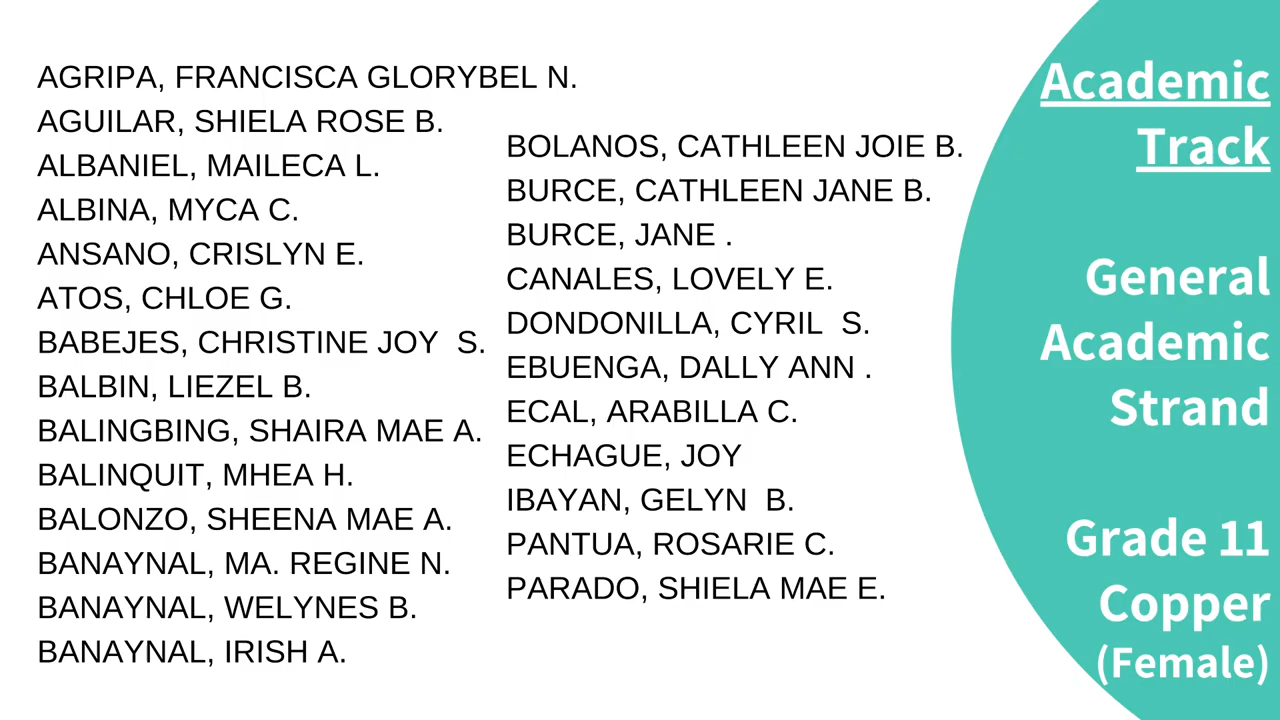 AGRIPA, FRANCISCA GLORYBEL N.
AGUILAR, SHIELA ROSE B.
ALBANIEL, MAILECA L.
ALBINA, MYCA C.
ANSANO, CRISLYN E.
ATOS, CHLOE G.
BABEJES, CHRISTINE JOY  S.
BALBIN, LIEZEL B.
BALINGBING, SHAIRA MAE A.
BALINQUIT, MHEA H.
BALONZO, SHEENA MAE A.
BANAYNAL, MA. REGINE N.
BANAYNAL, WELYNES B.
BANAYNAL, IRISH A.
BOLANOS, CATHLEEN JOIE B.
BURCE, CATHLEEN JANE B.
BURCE, JANE .
CANALES, LOVELY E.
DONDONILLA, CYRIL  S.
EBUENGA, DALLY ANN .
ECAL, ARABILLA C.
ECHAGUE, JOY
IBAYAN, GELYN  B.
PANTUA, ROSARIE C.
PARADO, SHIELA MAE E.
Academic
Track
General
Academic
Strand
Grade 11
Copper
(Female)